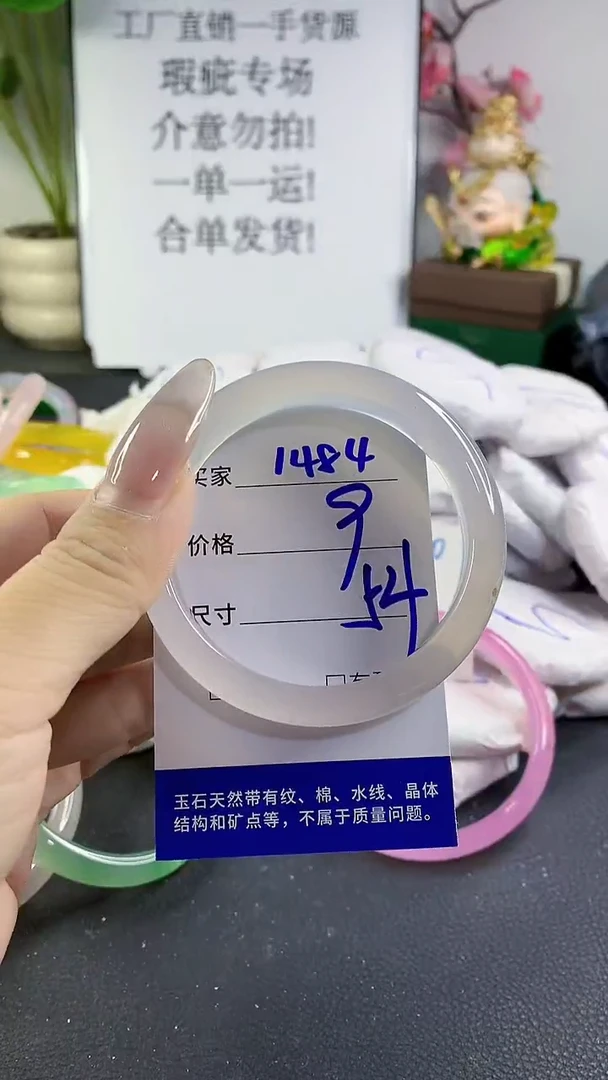 工厂直销一手货源
瑕疵专场
介意勿拍!
一单一运!
合单发货!
买家 1484
价格 9
尺寸 54
玉石天然带有纹、棉、水线、晶体
结构和矿点等，不属于质量问题。